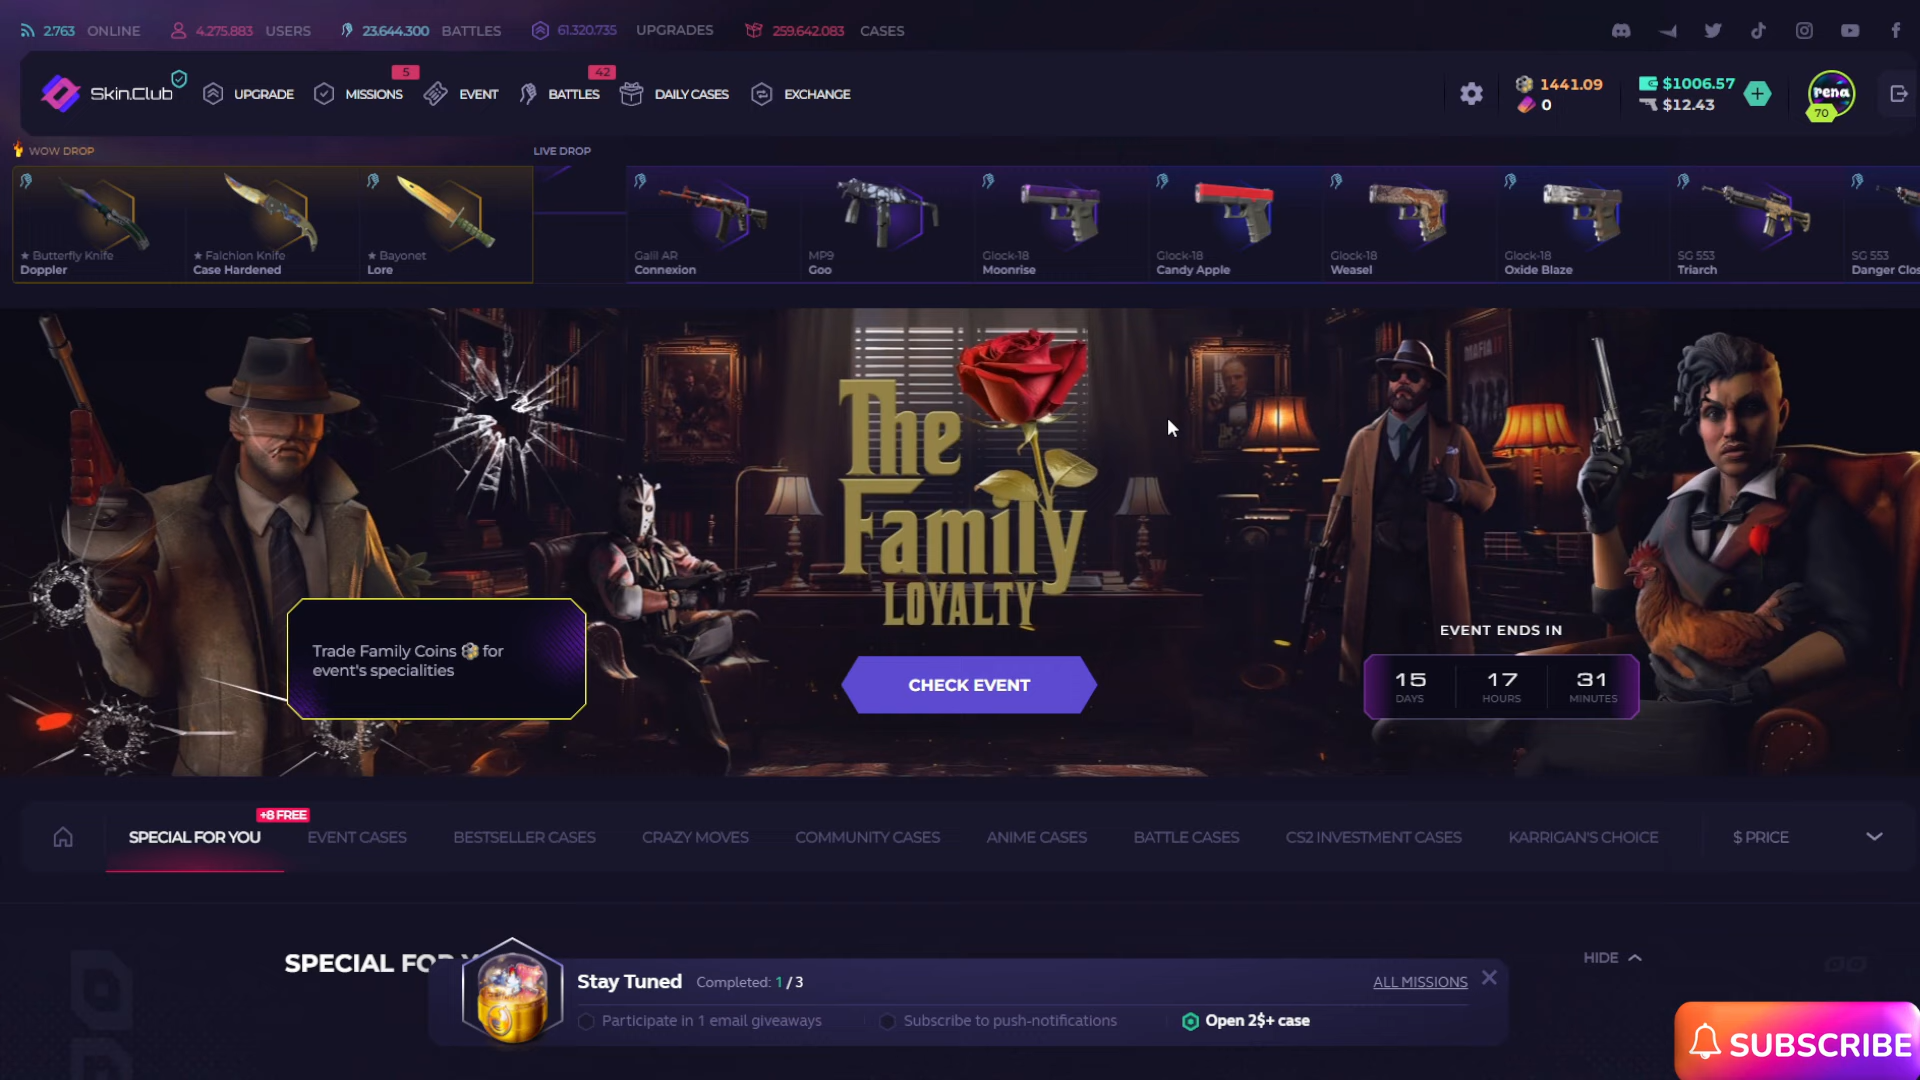 2.763 ONLINE 4.275.883 USERS 23.644.300 BATTLES 61.320.735 UPGRADES 259.642.083 CASES
Skin.Club UPGRADE MISSIONS 5 EVENT BATTLES 42 DAILY CASES EXCHANGE
1441.09
0
$1006.57
$12.43
rena
70
WOW DROP
LIVE DROP
★ Butterfly Knife
Doppler
★ Falchion Knife
Case Hardened
★ Bayonet
Lore
Galil AR
Connexion
MP9
Goo
Glock-18
Moonrise
Glock-18
Candy Apple
Glock-18
Weasel
Glock-18
Oxide Blaze
SG 553
Triarch
SG 553
Danger Clos
MAFIA II
The
Family
LOYALTY
Trade Family Coins for
event's specialities
CHECK EVENT
EVENT ENDS IN
15 17 31
DAYS HOURS MINUTES
+8 FREE
SPECIAL FOR YOU EVENT CASES BESTSELLER CASES CRAZY MOVES COMMUNITY CASES ANIME CASES BATTLE CASES CS2 INVESTMENT CASES KARRIGAN'S CHOICE $ PRICE
SPECIAL FOR Y
HIDE
Stay Tuned Completed: 1 / 3 ALL MISSIONS
Participate in 1 email giveaways Subscribe to push-notifications Open 2$+ case
SUBSCRIBE